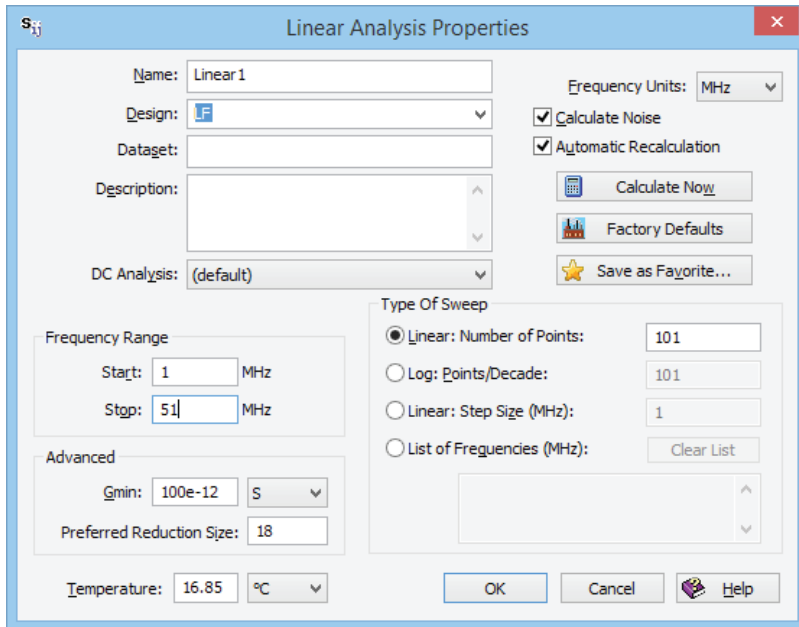 Sij
Linear Analysis Properties
Name: Linear1
Frequency Units: MHz
Design: LF
Calculate Noise
Dataset:
Automatic Recalculation
Description:
Calculate Now
Factory Defaults
DC Analysis: (default)
Save as Favorite...
Type Of Sweep
Frequency Range
Linear: Number of Points: 101
Start: 1 MHz
Log: Points/Decade: 101
Stop: 51 MHz
Linear: Step Size (MHz): 1
List of Frequencies (MHz): Clear List
Advanced
Gmin: 100e-12 S
Preferred Reduction Size: 18
Temperature: 16.85 °C
OK Cancel Help